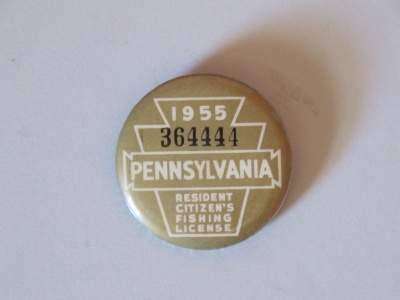 1955
364444
PENNSYLVANIA
RESIDENT
CITIZEN'S
FISHING
LICENSE